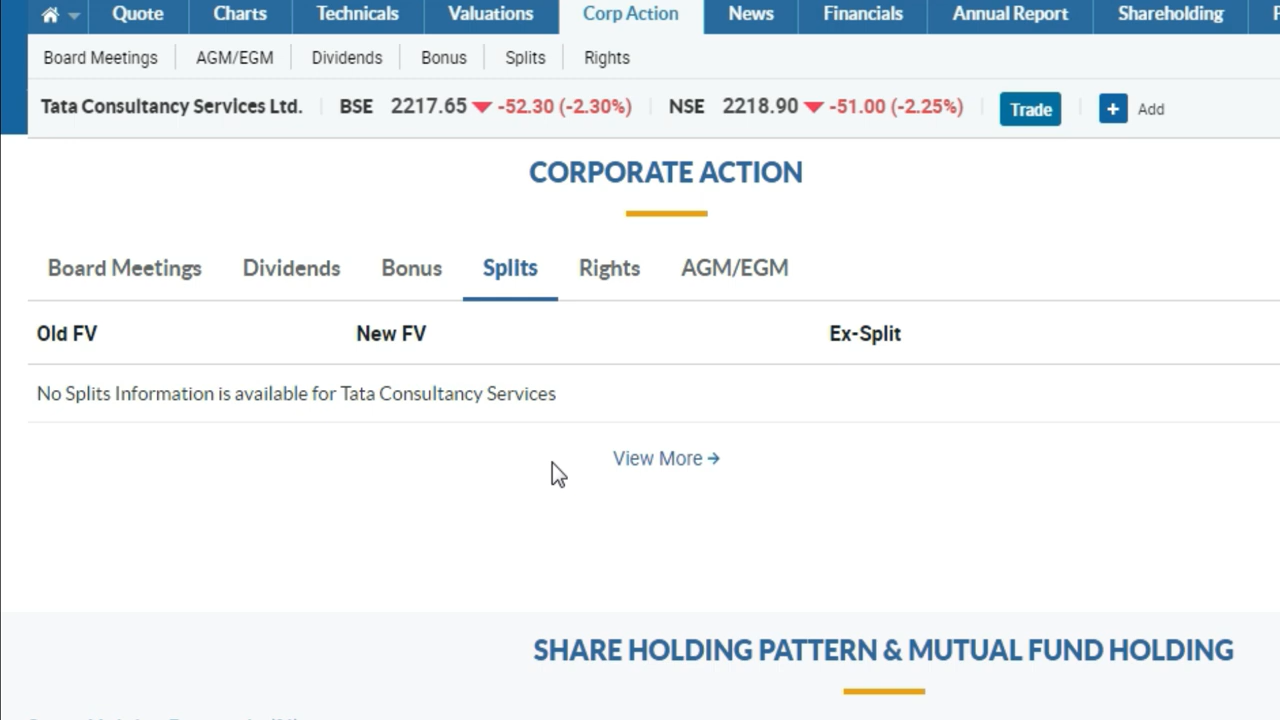 Quote Charts Technicals Valuations Corp Action News Financials Annual Report Shareholding
Board Meetings AGM/EGM Dividends Bonus Splits Rights
Tata Consultancy Services Ltd. BSE 2217.65 -52.30 (-2.30%) NSE 2218.90 -51.00 (-2.25%) Trade + Add
CORPORATE ACTION
Board Meetings Dividends Bonus Splits Rights AGM/EGM
Old FV New FV Ex-Split
No Splits Information is available for Tata Consultancy Services
View More →
SHARE HOLDING PATTERN & MUTUAL FUND HOLDING